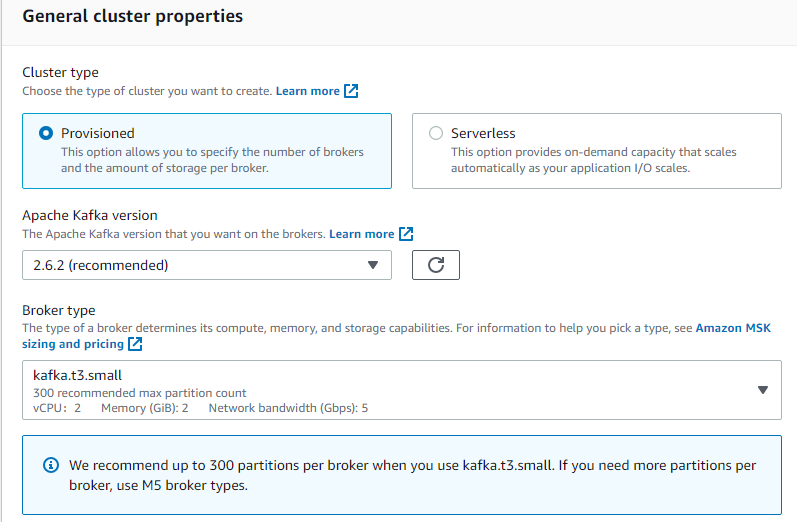 General cluster properties
Cluster type
Choose the type of cluster you want to create. Learn more
Provisioned
This option allows you to specify the number of brokers
and the amount of storage per broker.
Serverless
This option provides on-demand capacity that scales
automatically as your application I/O scales.
Apache Kafka version
The Apache Kafka version that you want on the brokers. Learn more
2.6.2 (recommended)
Broker type
The type of a broker determines its compute, memory, and storage capabilities. For information to help you pick a type, see Amazon MSK
sizing and pricing
kafka.t3.small
300 recommended max partition count
vCPU: 2 Memory (GiB): 2 Network bandwidth (Gbps): 5
We recommend up to 300 partitions per broker when you use kafka.t3.small. If you need more partitions per
broker, use M5 broker types.